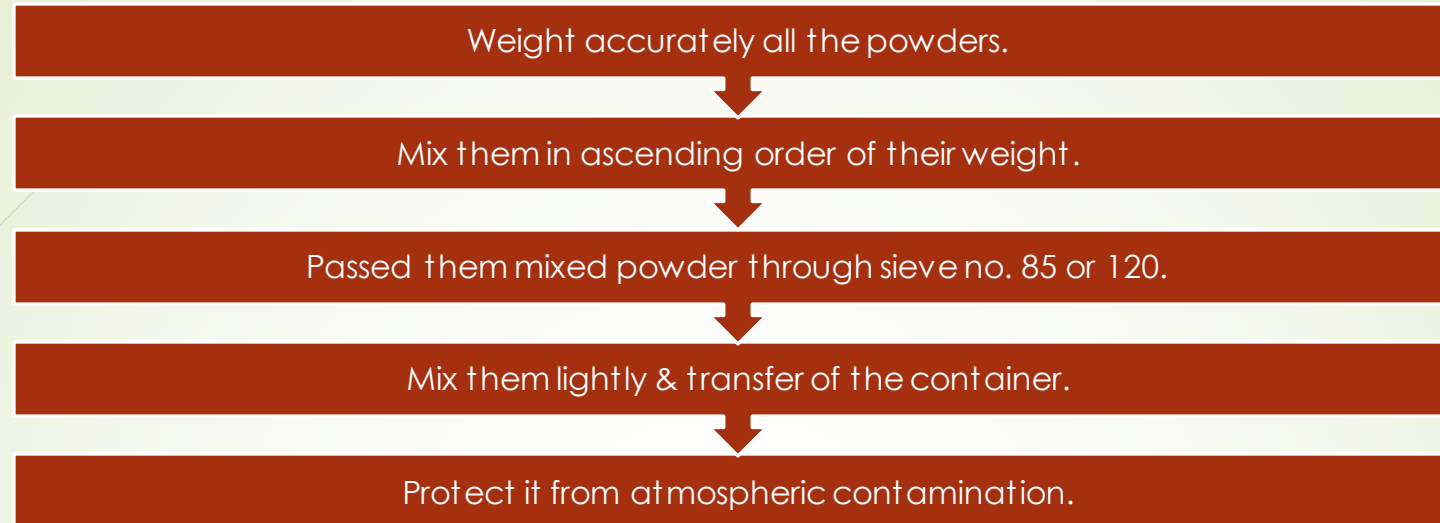 Weight accurately all the powders.
Mix them in ascending order of their weight.
Passed them mixed powder through sieve no. 85 or 120.
Mix them lightly & transfer of the container.
Protect it from atmospheric contamination.